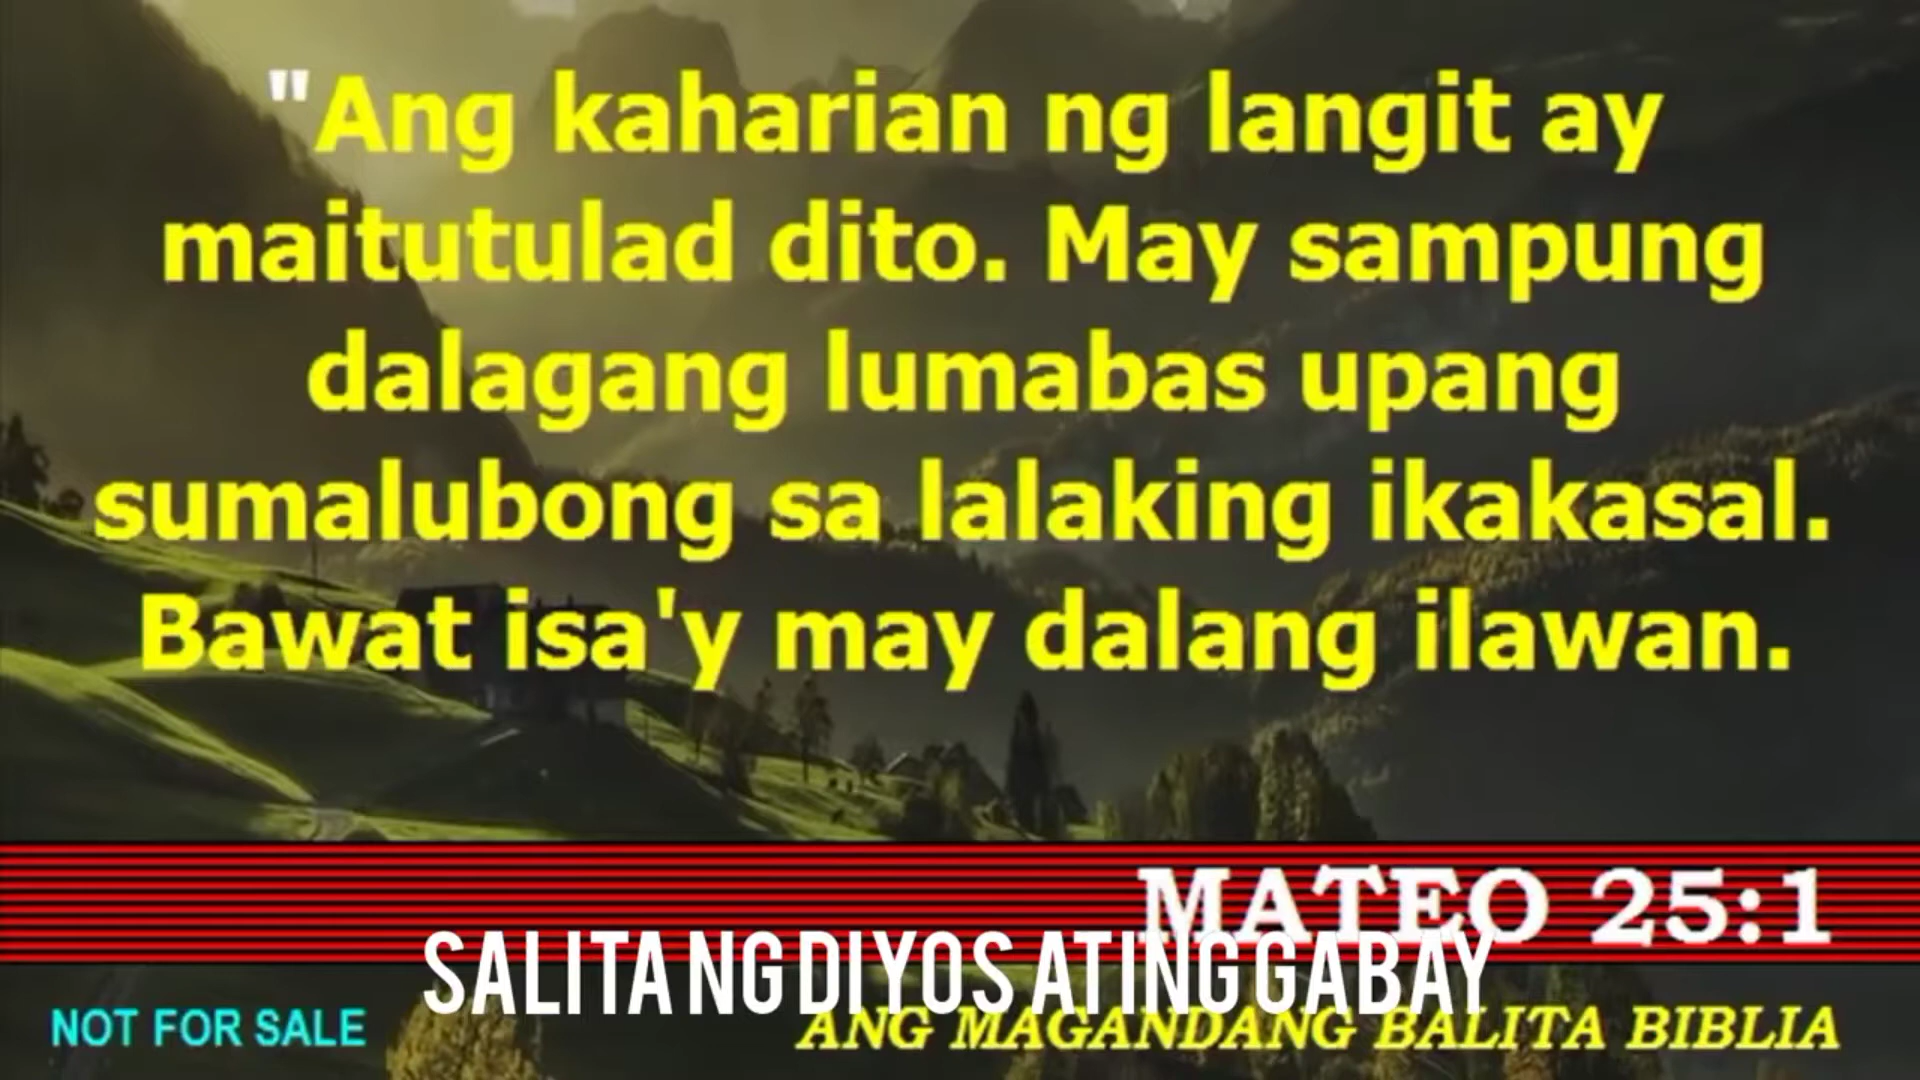 "Ang kaharian ng langit ay
maitutulad dito. May sampung
dalagang lumabas upang
sumalubong sa lalaking ikakasal.
Bawat isa'y may dalang ilawan.
MATEO 25:1
SALITA NG DIYOS ATING GABAY
NOT FOR SALE
ANG MAGANDANG BALITA BIBLIA